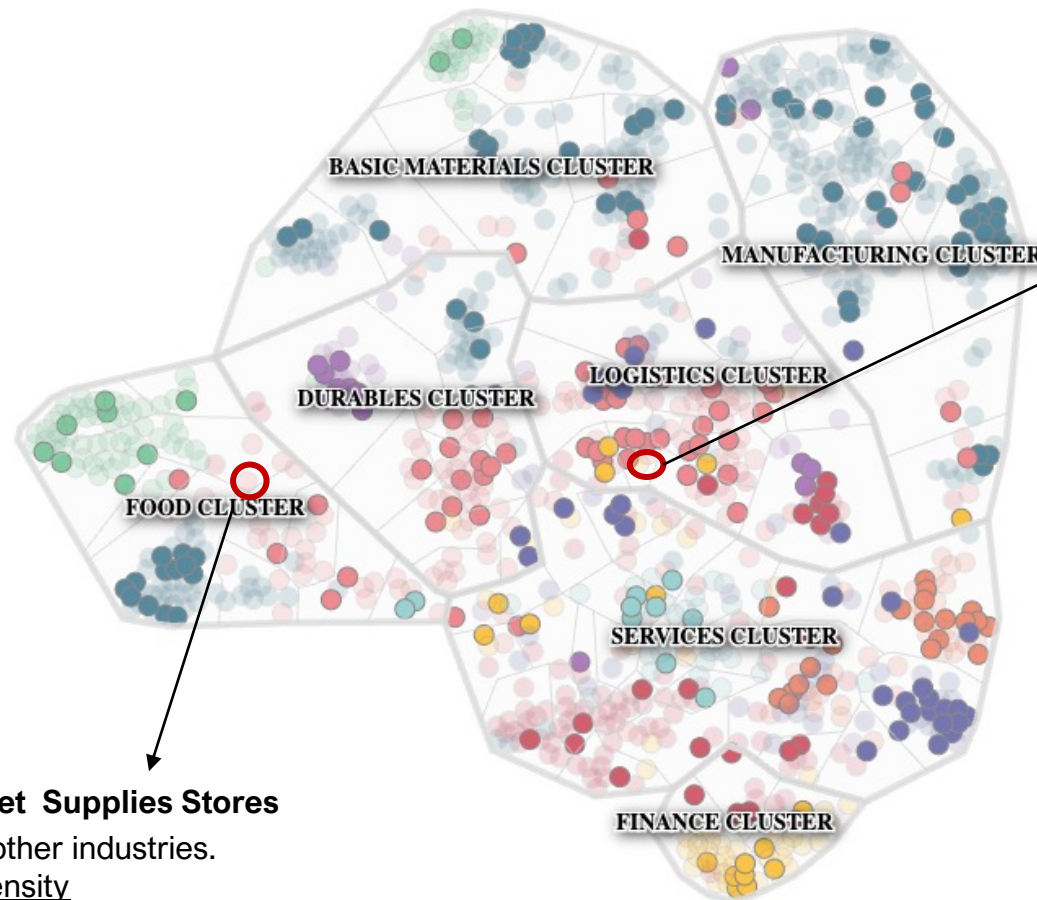 BASIC MATERIALS CLUSTER
MANUFACTURING CLUSTER
LOGISTICS CLUSTER
DURABLES CLUSTER
FOOD CLUSTER
SERVICES CLUSTER
Supplies Stores
other industries.
FINANCE CLUSTER